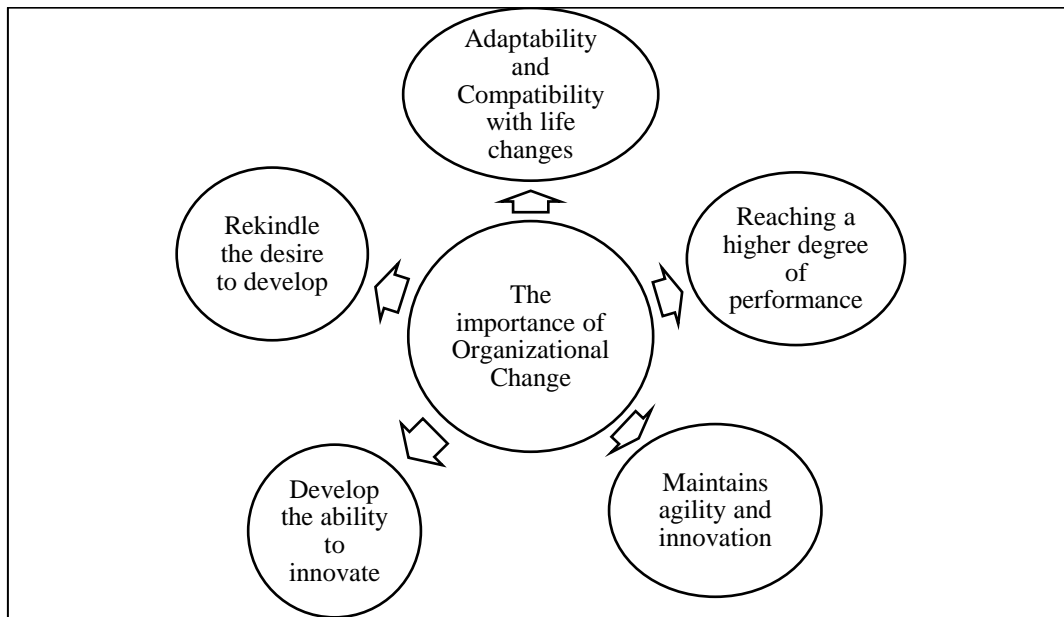 Adaptability
and
Compatibility
with life
changes
Rekindle
the desire
to develop
Reaching a
higher degree
of
performance
The
importance of
Organizational
Change
Develop
the ability
to
innovate
Maintains
agility and
innovation